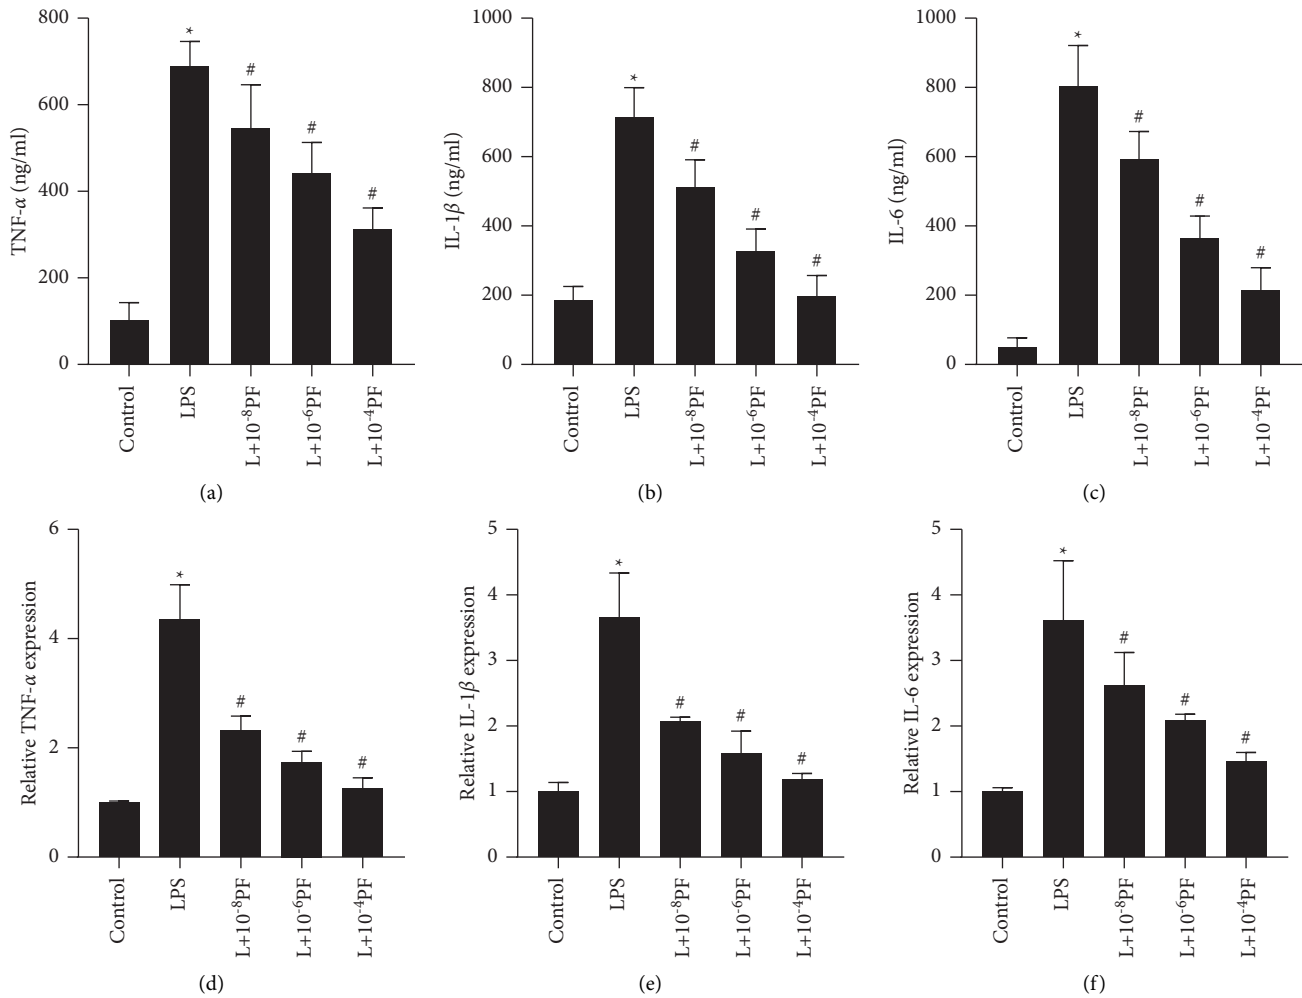 TNF-α (ng/ml)
800
600
400
200
0
*
#
#
#
Control
LPS
L+10⁻⁸PF
L+10⁻⁶PF
L+10⁻⁴PF
(a)
IL-1β (ng/ml)
1000
800
600
400
200
0
*
#
#
#
Control
LPS
L+10⁻⁸PF
L+10⁻⁶PF
L+10⁻⁴PF
(b)
IL-6 (ng/ml)
1000
800
600
400
200
0
*
#
#
#
Control
LPS
L+10⁻⁸PF
L+10⁻⁶PF
L+10⁻⁴PF
(c)
Relative TNF-α expression
6
4
2
0
*
#
#
#
Control
LPS
L+10⁻⁸PF
L+10⁻⁶PF
L+10⁻⁴PF
(d)
Relative IL-1β expression
5
4
3
2
1
0
*
#
#
#
Control
LPS
L+10⁻⁸PF
L+10⁻⁶PF
L+10⁻⁴PF
(e)
Relative IL-6 expression
5
4
3
2
1
0
*
#
#
#
Control
LPS
L+10⁻⁸PF
L+10⁻⁶PF
L+10⁻⁴PF
(f)